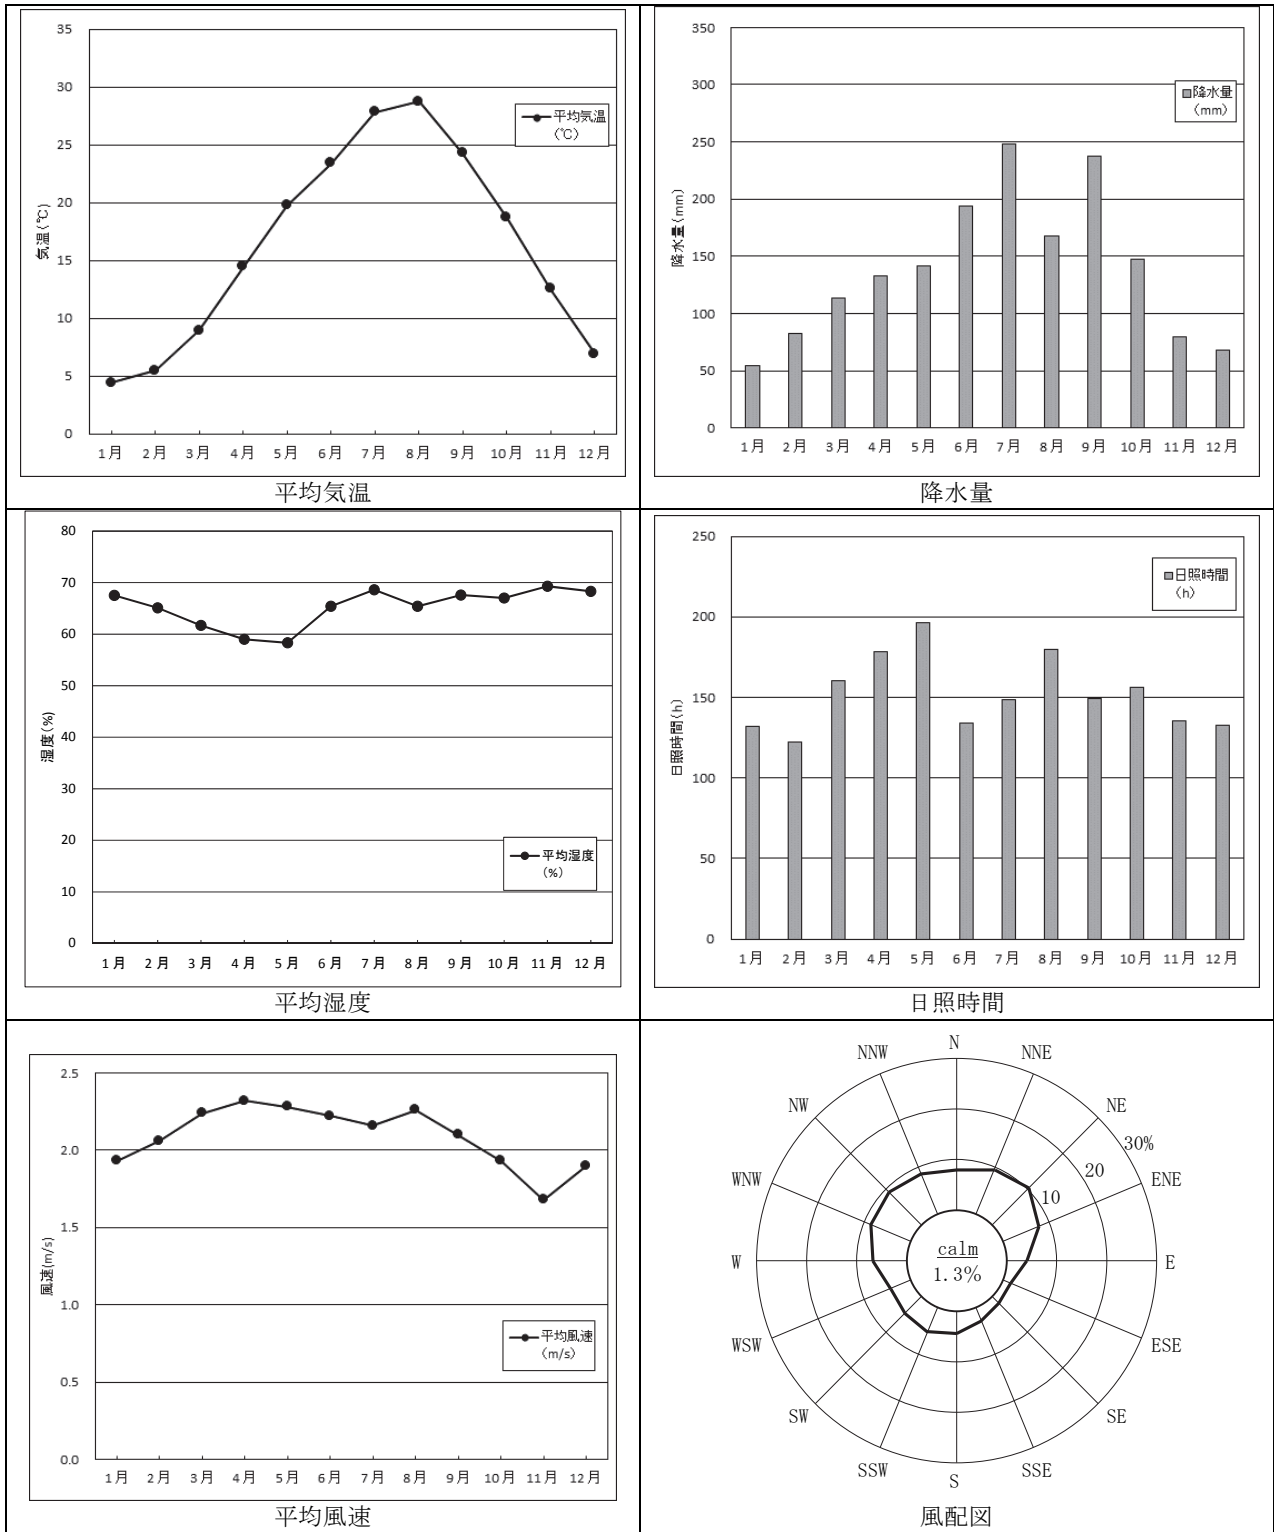 35
30
25
20
15
10
5
0
気温(℃)
平均気温
(℃)
1月 2月 3月 4月 5月 6月 7月 8月 9月 10月 11月 12月
平均気温
350
300
250
200
150
100
50
0
降水量(mm)
降水量
(mm)
1月 2月 3月 4月 5月 6月 7月 8月 9月 10月 11月 12月
降水量
80
70
60
50
40
30
20
10
0
湿度(%)
平均湿度
(%)
1月 2月 3月 4月 5月 6月 7月 8月 9月 10月 11月 12月
平均湿度
250
200
150
100
50
0
日照時間(h)
日照時間
(h)
1月 2月 3月 4月 5月 6月 7月 8月 9月 10月 11月 12月
日照時間
2.5
2.0
1.5
1.0
0.5
0.0
風速(m/s)
平均風速
(m/s)
1月 2月 3月 4月 5月 6月 7月 8月 9月 10月 11月 12月
平均風速
N
NNE
NE
ENE
E
ESE
SE
SSE
S
SSW
SW
WSW
W
WNW
NW
NNW
30%
20
10
calm
1.3%
風配図